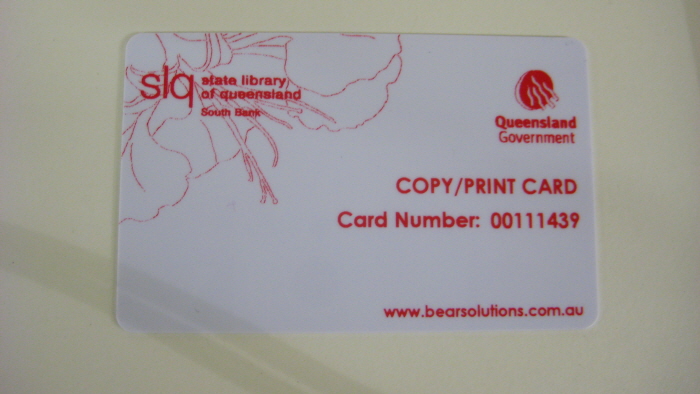 slq state library
of queensland
South Bank
Queensland
Government
COPY/PRINT CARD
Card Number: 00111439
www.bearsolutions.com.au